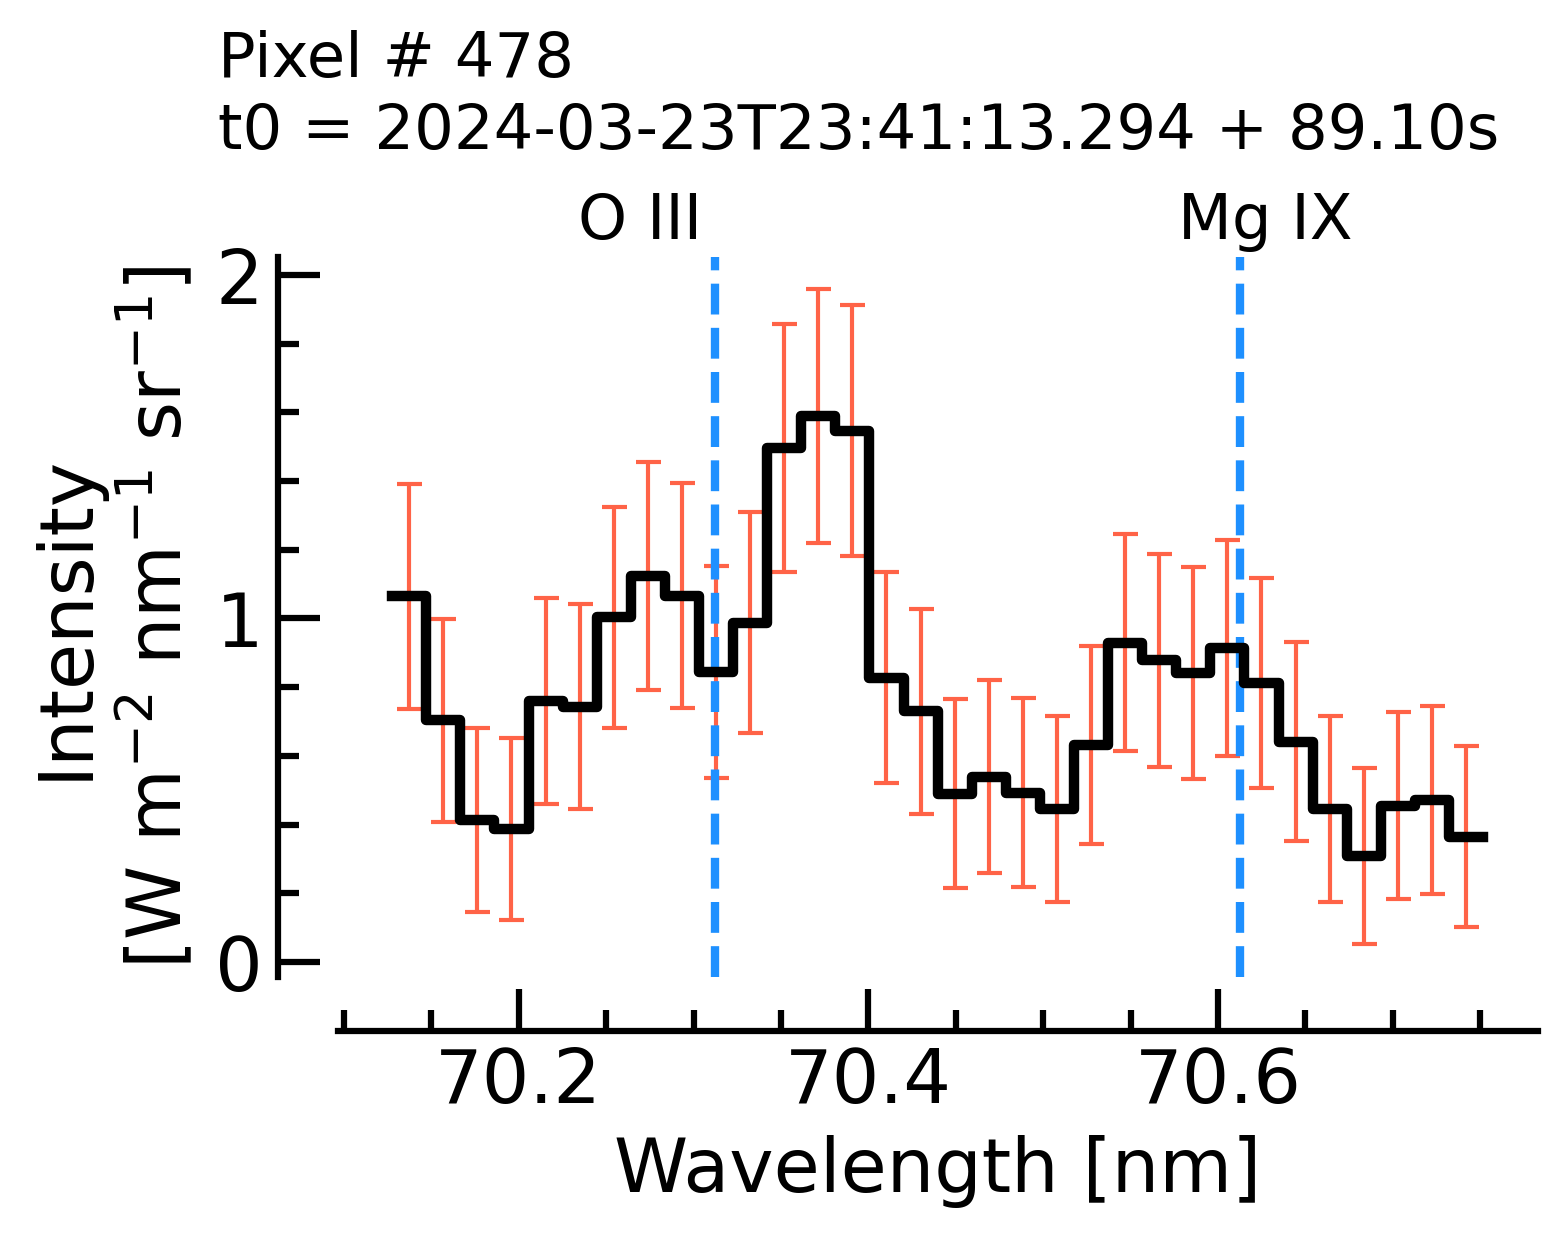 Pixel # 478
t0 = 2024-03-23T23:41:13.294 + 89.10s
O III
Mg IX
Intensity
[W m⁻² nm⁻¹ sr⁻¹]
2
1
0
70.2
70.4
70.6
Wavelength [nm]